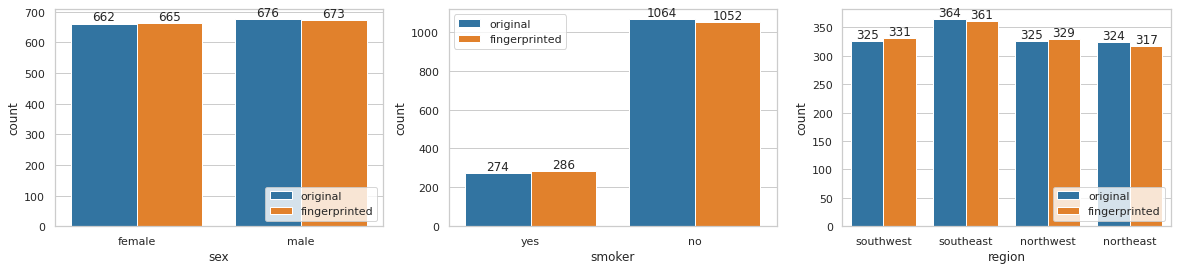 662 665 676 673
700
600
500
400
300
200
100
0
count
female male
sex
original
fingerprinted
1064 1052
274 286
1000
800
600
400
200
0
count
yes no
smoker
original
fingerprinted
325 331 364 361 325 329 324 317
350
300
250
200
150
100
50
0
count
southwest southeast northwest northeast
region
original
fingerprinted